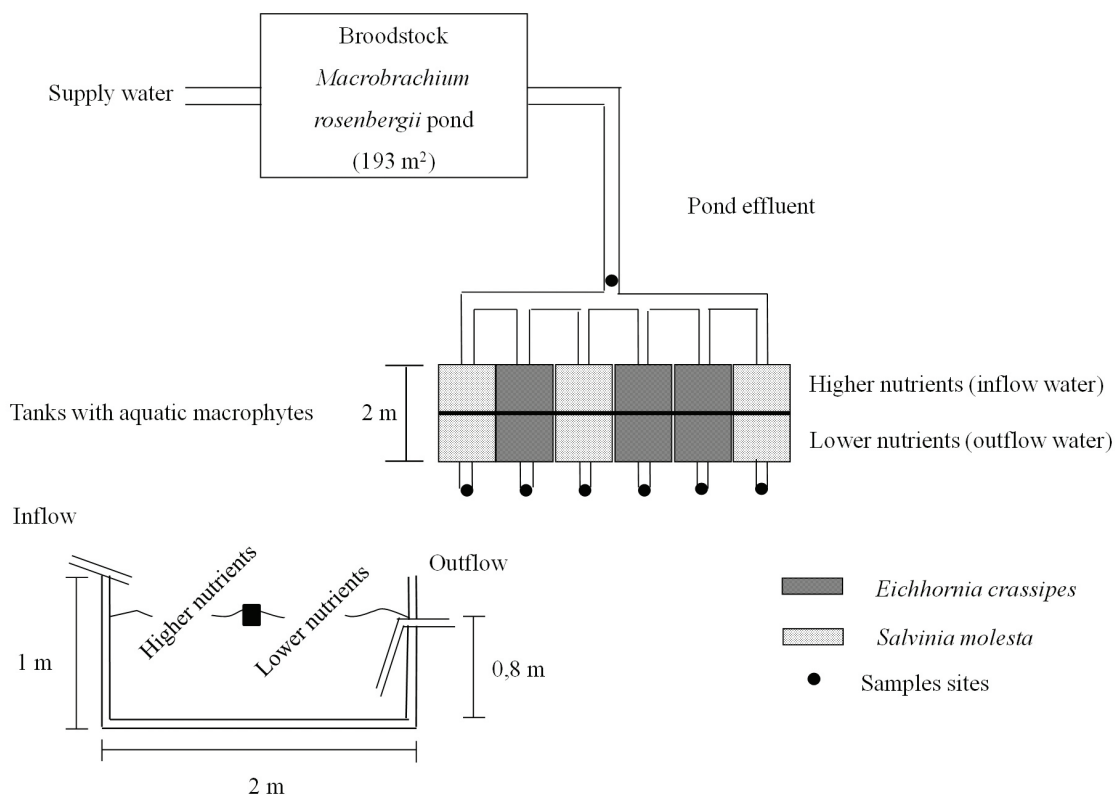 Broodstock
Macrobrachium
rosenbergii pond
(193 m²)
Supply water
Pond effluent
Tanks with aquatic macrophytes
2 m
Higher nutrients (inflow water)
Lower nutrients (outflow water)
Inflow
Outflow
Higher nutrients
Lower nutrients
1 m
0,8 m
2 m
Eichhornia crassipes
Salvinia molesta
Samples sites